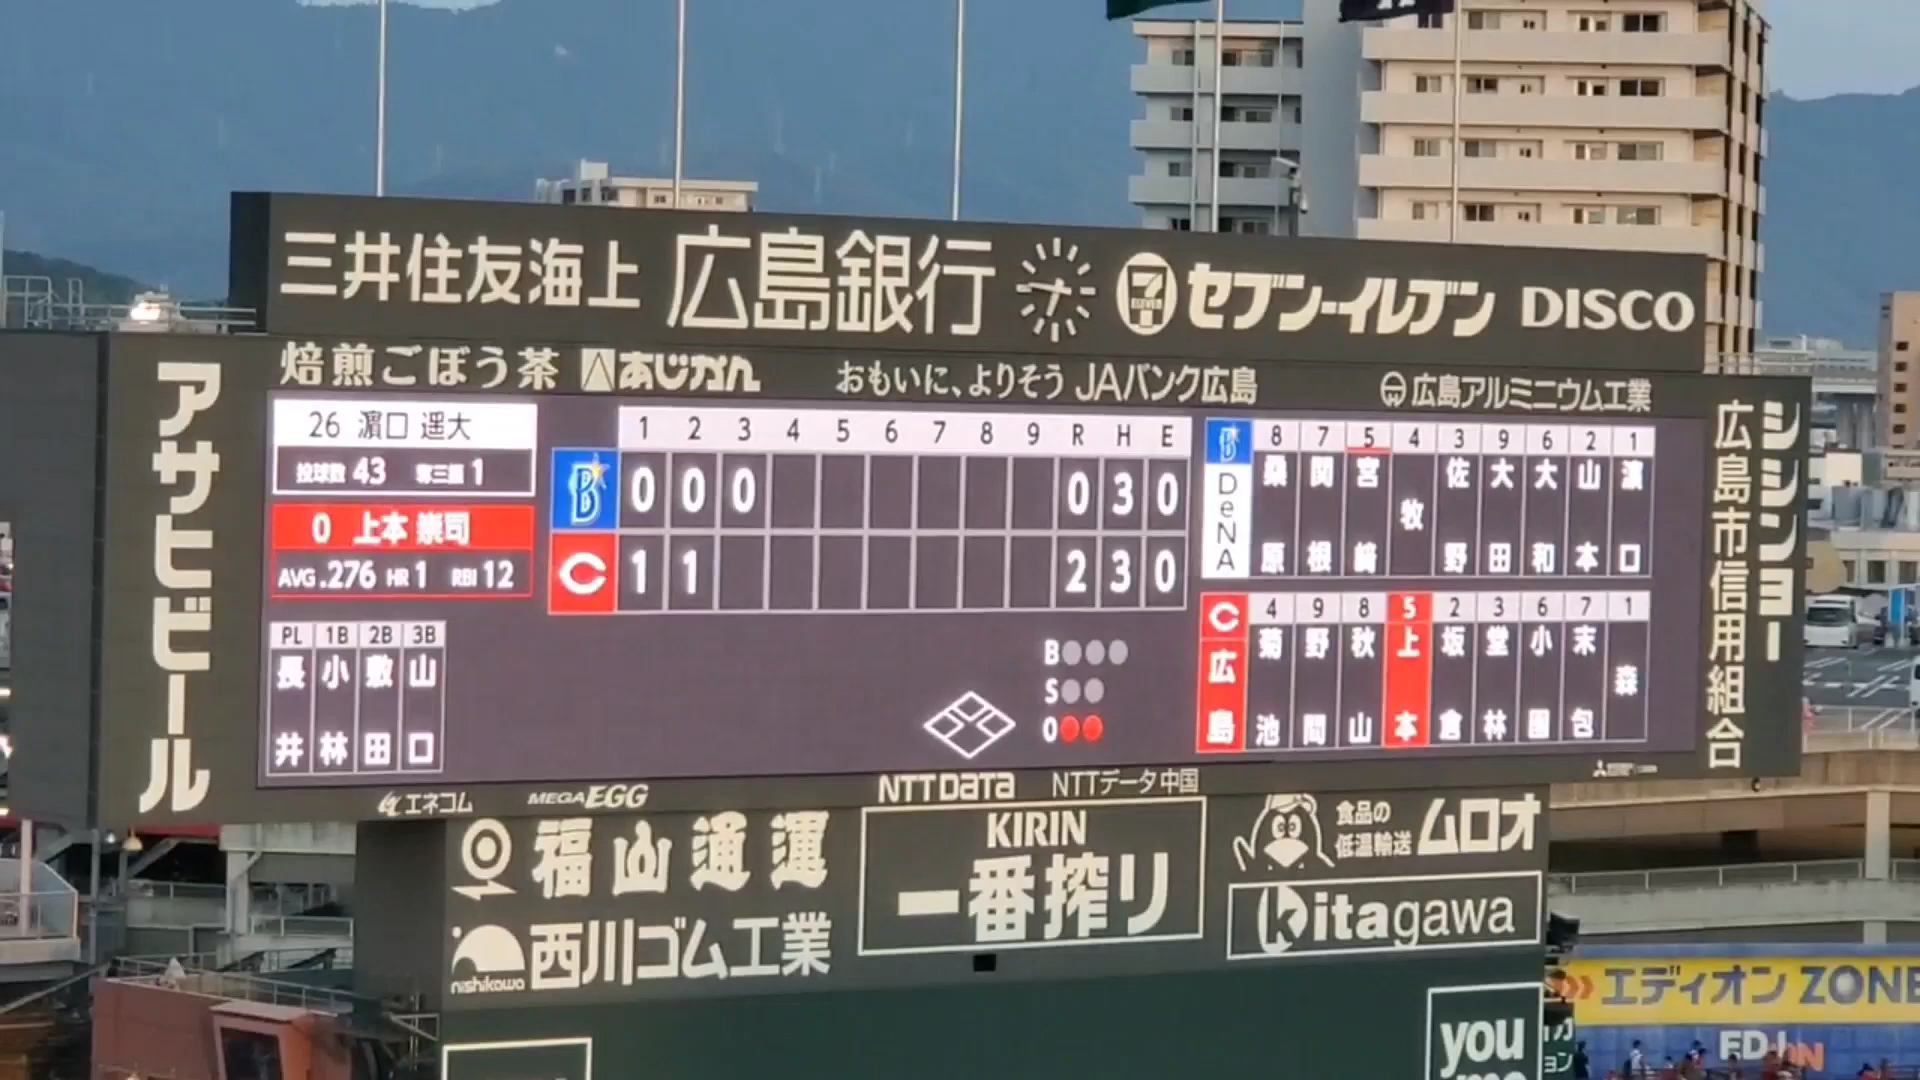 三井住友海上 広島銀行 7 ELEVEN セブン-イレブン DISCO
焙煎ごぼう茶 あじかん おもいに、よりそう JAバンク広島 広島アルミニウム工業
アサヒビール
26 濵口 遥大
投球数 43 奪三振 1
0 上本 崇司
AVG .276 HR 1 RBI 12
1 2 3 4 5 6 7 8 9 R H E
B 0 0 0 0 3 0
C 1 1 2 3 0
PL 1B 2B 3B
長井 小林 敷田 山口
B
S
O
B 8 7 5 4 3 9 6 2 1
DeNA 桑原 関根 宮﨑 牧 佐野 大田 大和 山本 濵口
C 4 9 8 5 2 3 6 7 1
広島 菊池 野間 秋山 上本 坂倉 堂林 小園 末包 森
シシンヨー
広島市信用組合
エネコム MEGA EGG NTT DATA NTTデータ中国
福山通運
nishikawa 西川ゴム工業
KIRIN
一番搾り
食品の
低温輸送 ムロオ
kitagawa
エディオン ZONE
you